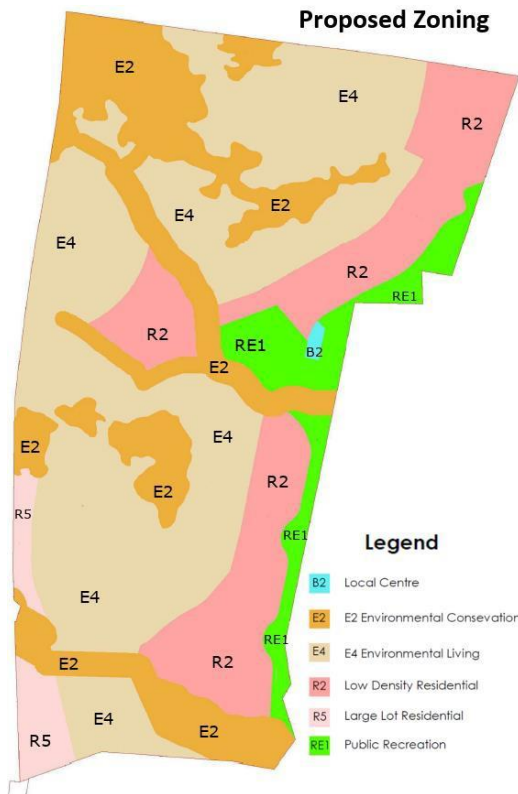 Proposed Zoning
E2
E4
R2
E2
E4
E4
R2
RE1
R2
RE1
B2
E2
E4
E2
R2
E2
R5
RE1
E4
RE1
E2
R2
E4
E2
R5
Legend
B2 Local Centre
E2 E2 Environmental Consevation
E4 E4 Environmental Living
R2 Low Density Residential
R5 Large Lot Residential
RE1 Public Recreation